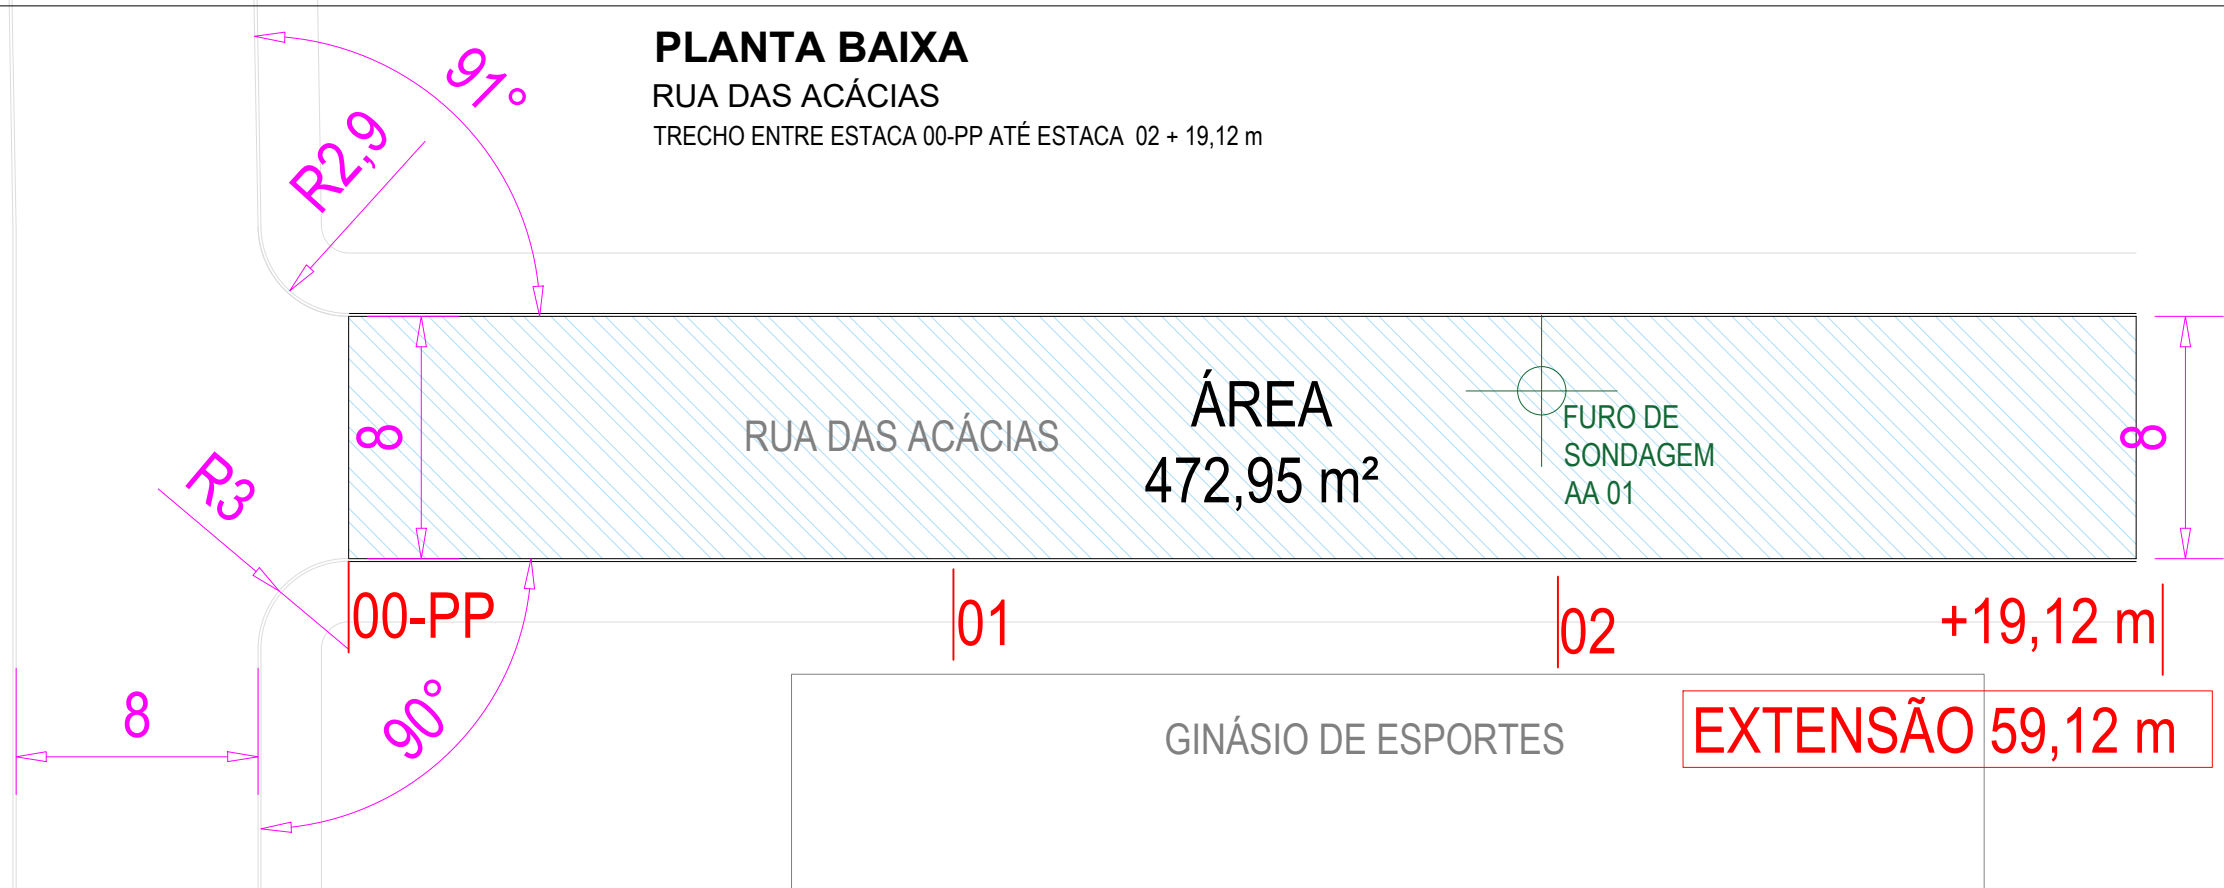 PLANTA BAIXA
RUA DAS ACÁCIAS
TRECHO ENTRE ESTACA 00-PP ATÉ ESTACA  02 + 19,12 m
91°
R2,9
8
RUA DAS ACÁCIAS
ÁREA
472,95 m²
FURO DE
SONDAGEM
AA 01
8
R3
00-PP
01
02
+19,12 m
8
90°
GINÁSIO DE ESPORTES
EXTENSÃO 59,12 m